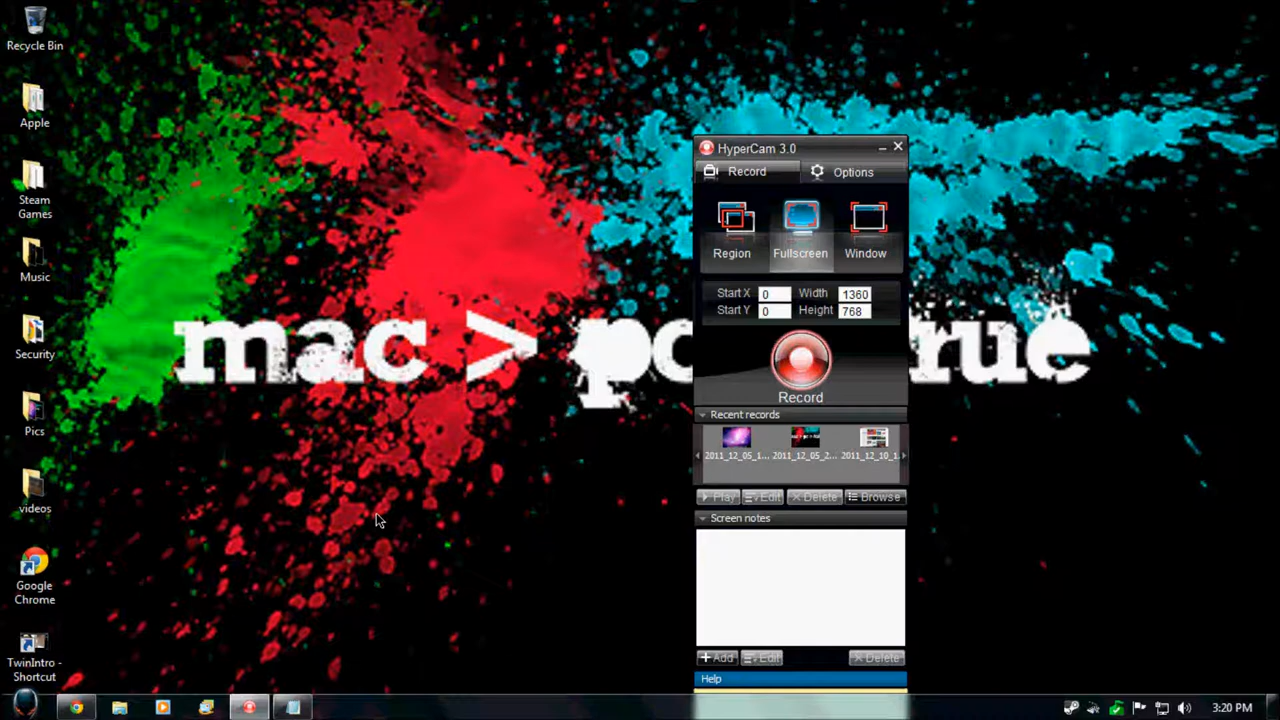 Recycle Bin
Apple
Steam
Games
Music
Security
Pics
videos
Google
Chrome
TwinIntro -
Shortcut
mac > pc
rue
HyperCam 3.0
Record
Options
Region
Fullscreen
Window
Start X 0 Width 1360
Start Y 0 Height 768
Record
Recent records
2011_12_05_1... 2011_12_05_2... 2011_12_10_1.
Play Edit Delete Browse
Screen notes
Add Edit Delete
Help
3:20 PM